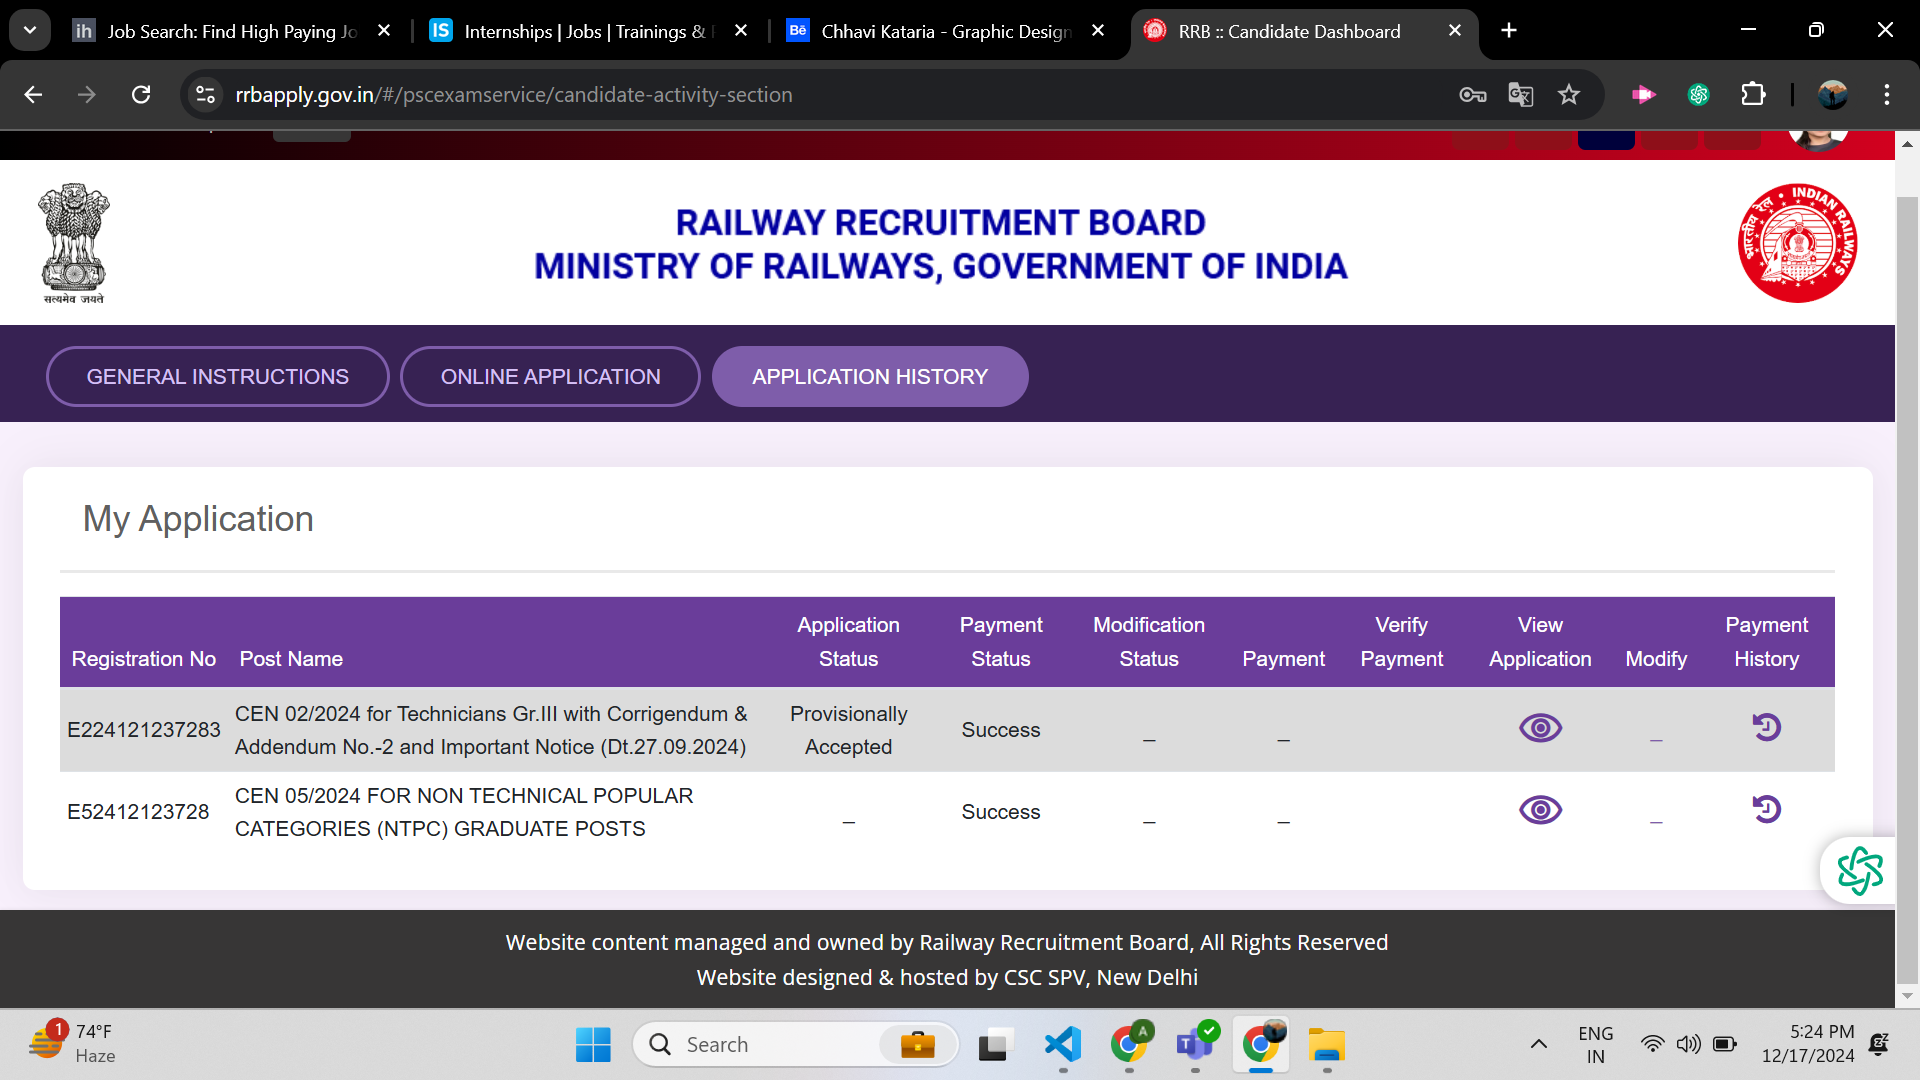 ih Job Search: Find High Paying Jo
IS Internships | Jobs | Trainings &
Bē Chhavi Kataria - Graphic Design
RRB :: Candidate Dashboard
rrbapply.gov.in/#/pscexamservice/candidate-activity-section
सत्यमेव जयते
RAILWAY RECRUITMENT BOARD
MINISTRY OF RAILWAYS, GOVERNMENT OF INDIA
भारतीय रेल • INDIAN RAILWAYS
GENERAL INSTRUCTIONS
ONLINE APPLICATION
APPLICATION HISTORY
My Application
Registration No
Post Name
Application
Status
Payment
Status
Modification
Status
Payment
Verify
Payment
View
Application
Modify
Payment
History
E224121237283
CEN 02/2024 for Technicians Gr.III with Corrigendum &
Addendum No.-2 and Important Notice (Dt.27.09.2024)
Provisionally
Accepted
Success
_
_
_
E52412123728
CEN 05/2024 FOR NON TECHNICAL POPULAR
CATEGORIES (NTPC) GRADUATE POSTS
_
Success
_
_
_
Website content managed and owned by Railway Recruitment Board, All Rights Reserved
Website designed & hosted by CSC SPV, New Delhi
1
74°F
Haze
Search
A
T
ENG
IN
5:24 PM
12/17/2024